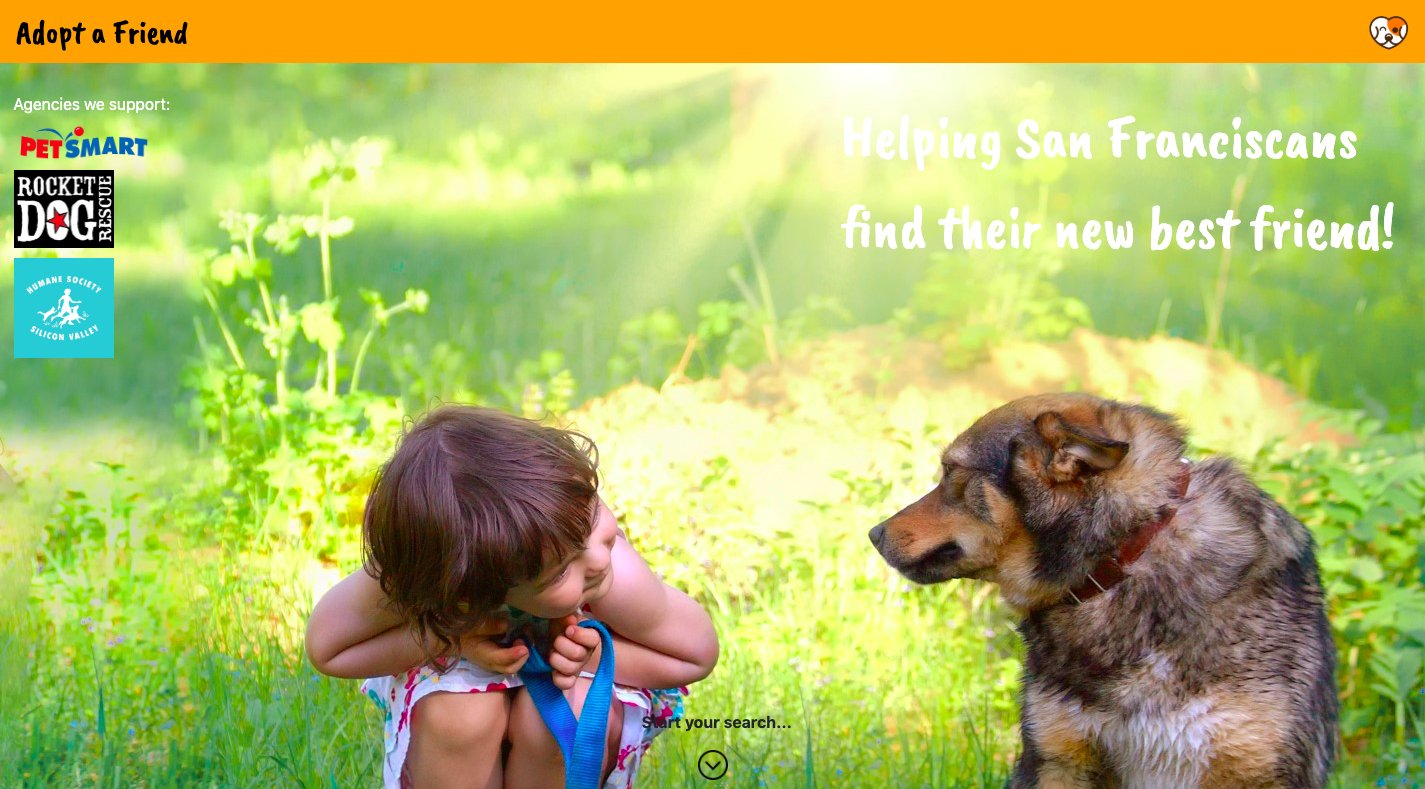 Adopt a Friend
Agencies we support:
PETSMART
ROCKET
DOG
RESCUE
HUMANE SOCIETY
SILICON VALLEY
Helping San Franciscans
find their new best friend!
Start your search...